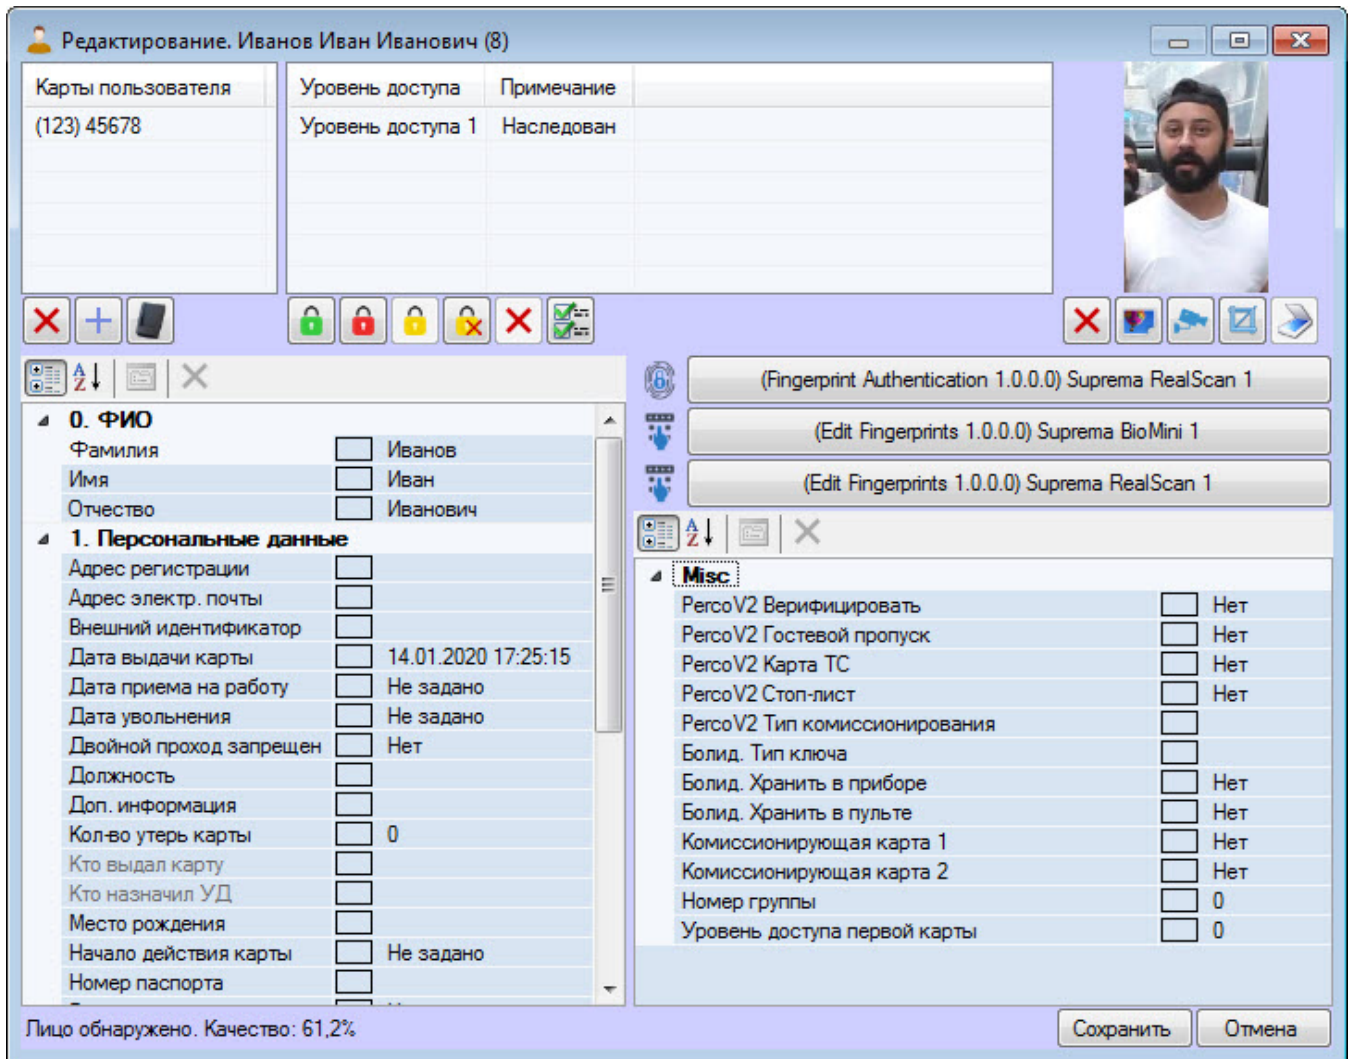 Редактирование. Иванов Иван Иванович (8)
Карты пользователя
(123) 45678
Уровень доступа Примечание
Уровень доступа 1 Наследован
(Fingerprint Authentication 1.0.0.0) Suprema RealScan 1
(Edit Fingerprints 1.0.0.0) Suprema BioMini 1
(Edit Fingerprints 1.0.0.0) Suprema RealScan 1
0. ФИО
Фамилия Иванов
Имя Иван
Отчество Иванович
1. Персональные данные
Адрес регистрации
Адрес электр. почты
Внешний идентификатор
Дата выдачи карты 14.01.2020 17:25:15
Дата приема на работу Не задано
Дата увольнения Не задано
Двойной проход запрещен Нет
Должность
Доп. информация
Кол-во утерь карты 0
Кто выдал карту
Кто назначил УД
Место рождения
Начало действия карты Не задано
Номер паспорта
Misc
PercoV2 Верифицировать Нет
PercoV2 Гостевой пропуск Нет
PercoV2 Карта ТС Нет
PercoV2 Стоп-лист Нет
PercoV2 Тип комиссионирования
Болид. Тип ключа
Болид. Хранить в приборе Нет
Болид. Хранить в пульте Нет
Комиссионирующая карта 1 Нет
Комиссионирующая карта 2 Нет
Номер группы 0
Уровень доступа первой карты 0
Лицо обнаружено. Качество: 61,2%
Сохранить
Отмена